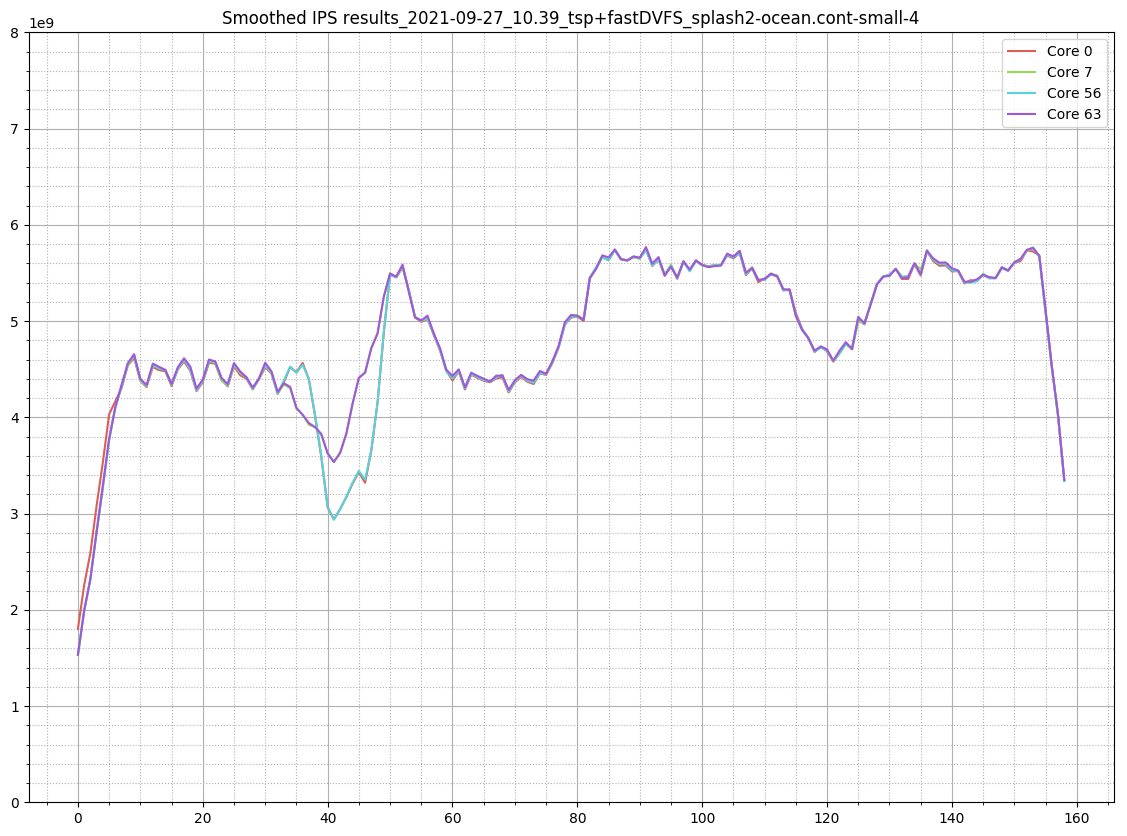 Smoothed IPS results_2021-09-27_10.39_tsp+fastDVFS_splash2-ocean.cont-small-4
1e9
Core 0
Core 7
Core 56
Core 63
8
7
6
5
4
3
2
1
0
0 20 40 60 80 100 120 140 160